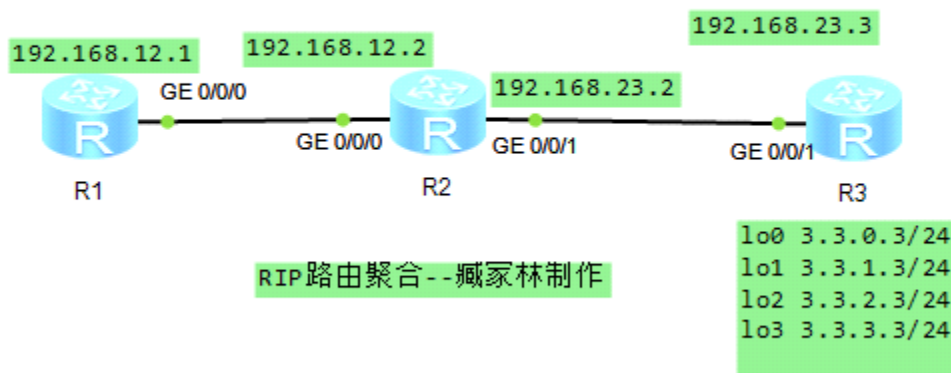 192.168.12.1
192.168.12.2
192.168.23.3
GE 0/0/0
192.168.23.2
GE 0/0/0
GE 0/0/1
GE 0/0/1
R
R
R
R1
R2
R3
RIP路由聚合--臧冢林制作
lo0 3.3.0.3/24
lo1 3.3.1.3/24
lo2 3.3.2.3/24
lo3 3.3.3.3/24